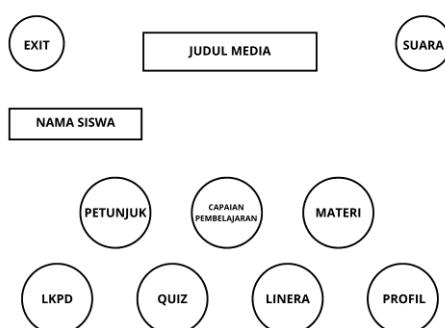 EXIT
JUDUL MEDIA
SUARA
NAMA SISWA
PETUNJUK
CAPAIAN
PEMBELAJARAN
MATERI
LKPD
QUIZ
LINERA
PROFIL